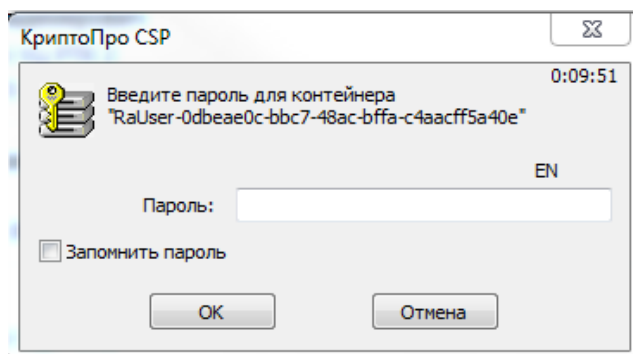 КриптоПро CSP
0:09:51
Введите пароль для контейнера
"RaUser-0dbeae0c-bbc7-48ac-bffa-c4aacff5a40e"
EN
Пароль:
Запомнить пароль
OK Отмена